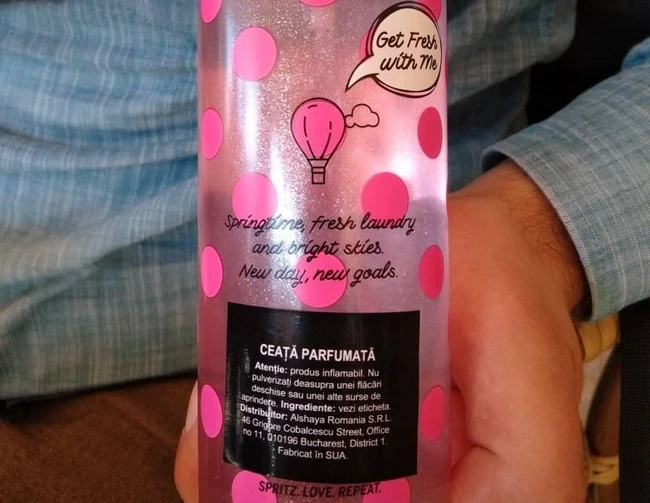 Get Fresh
with Me
Springtime, fresh laundry
and bright skies.
New day, new goals.
CEAȚĂ PARFUMATĂ
Atenție: produs inflamabil. Nu
pulverizați deasupra unei flăcări
deschise sau unei alte surse de
aprindere. Ingrediente: vezi eticheta.
Distribuitor: Alshaya Romania S.R.L.
46 Grigore Cobalcescu Street, Office
no 11, 010196 Bucharest, District 1.
Fabricat în SUA.
SPRITZ. LOVE. REPEAT.